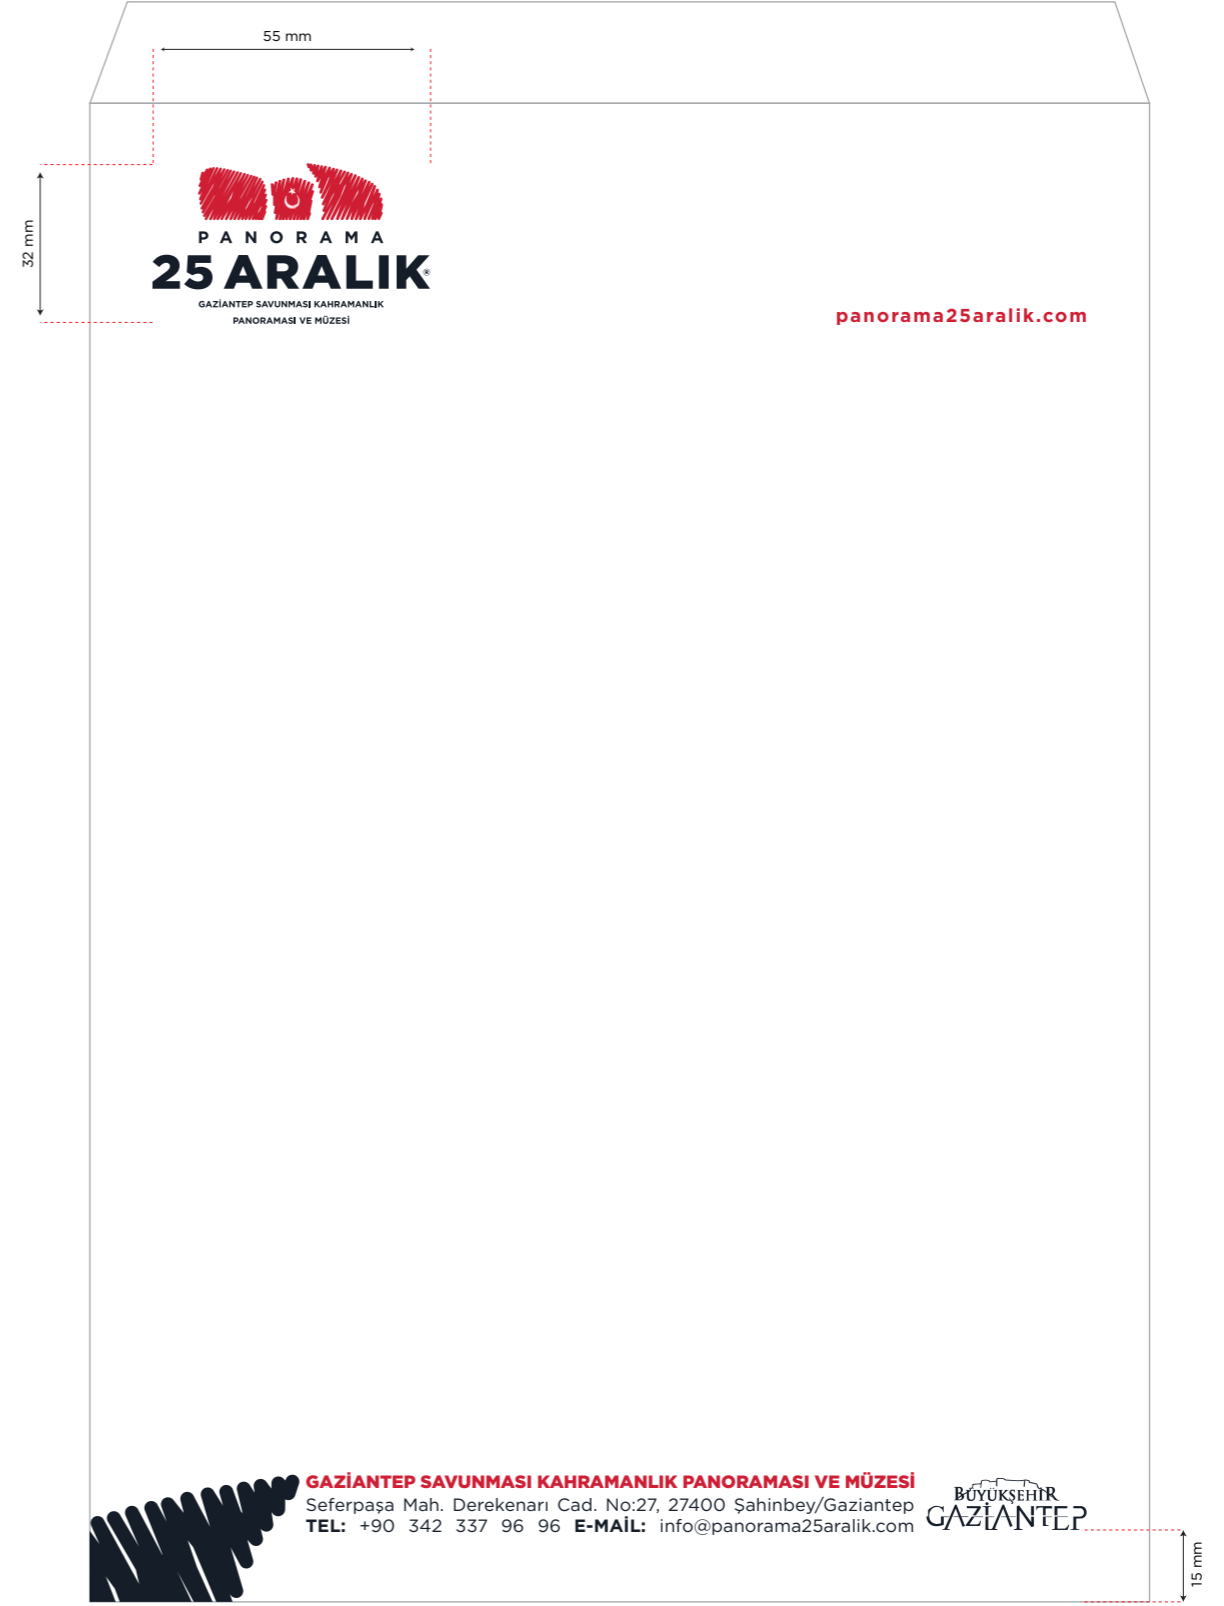 55 mm
32 mm
PANORAMA
25 ARALIK®
GAZİANTEP SAVUNMASI KAHRAMANLIK
PANORAMASI VE MÜZESİ
panorama25aralik.com
GAZİANTEP SAVUNMASI KAHRAMANLIK PANORAMASI VE MÜZESİ
Seferpaşa Mah. Derekenarı Cad. No:27, 27400 Şahinbey/Gaziantep
TEL: +90 342 337 96 96 E-MAİL: info@panorama25aralik.com
BÜYÜKŞEHİR
GAZİANTEP
15 mm